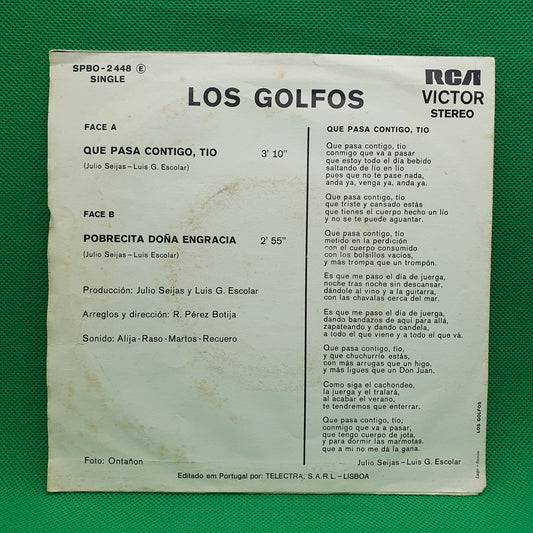 SPBO-2448 E
SINGLE
RCA
VICTOR
STEREO
LOS GOLFOS
FACE A
QUE PASA CONTIGO, TIO 3' 10"
(Julio Seijas – Luis G. Escolar)
FACE B
POBRECITA DOÑA ENGRACIA 2' 55"
(Julio Seijas – Luis Escolar)
Producción: Julio Seijas y Luis G. Escolar
Arreglos y dirección: R. Pérez Botija
Sonido: Alija-Raso-Martos-Recuero
Foto: Ontañon
QUE PASA CONTIGO, TIO
Que pasa contigo, tío
conmigo que va a pasar
que estoy todo el día bebido
saltando de lío en lío
pues que no te pase nada,
anda ya, venga ya, anda ya.
Que pasa contigo, tío
que triste y cansado estás
que tienes el cuerpo hecho un lío
y no se te puede aguantar.
Que pasa contigo, tío
metido en la perdición
con el cuerpo consumido
con los bolsillos vacíos,
y más trompa que un trompón.
Es que me paso el día de juerga,
noche tras noche sin descansar,
dándole al vino y a la guitarra,
con las chavalas cerca del mar.
Es que me paso el día de juerga,
dando bandazos de aquí para allá,
zapateando y dando candela,
a todo el que viene y a todo el que vá.
Que pasa contigo, tío,
y que chuchurrío estás,
con más arrugas que un higo,
y más ligues que un Don Juan.
Como siga el cachondeo,
la juerga y el tralará,
al acabar el verano,
te tendremos que enterrar.
Que pasa contigo, tío,
conmigo que va a pasar,
que tengo cuerpo de jota,
y para dormir las marmotas.
que a mi no me dá la gana.
Julio Seijas – Luis G. Escolar
Editado em Portugal por: TELECTRA, S.A.R.L. – LISBOA
LOS GOLFOS